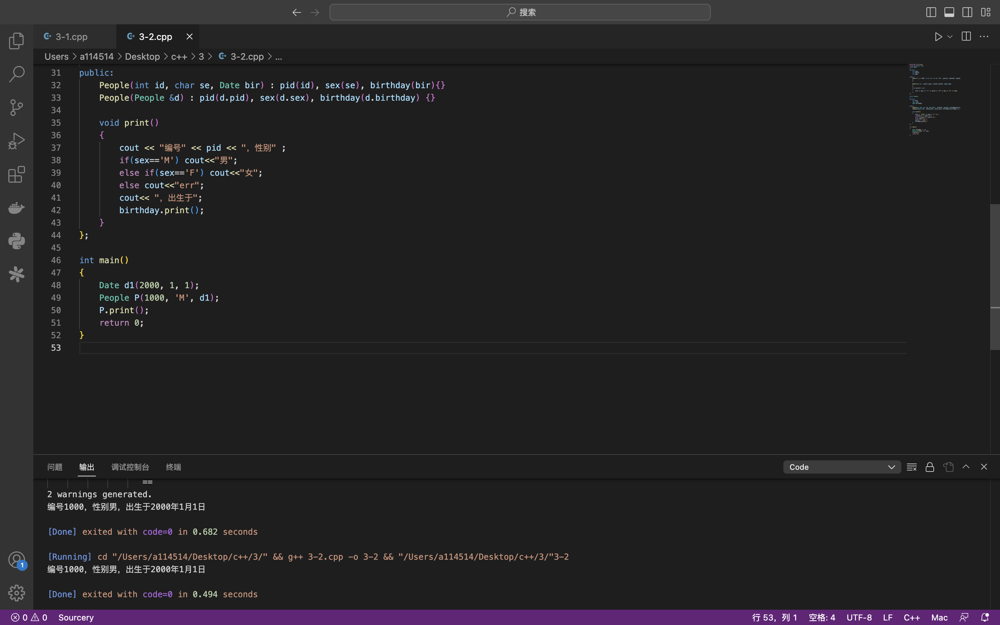 搜索
3-1.cpp 3-2.cpp
Users > a114514 > Desktop > c++ > 3 > 3-2.cpp > ...
31 public:
32 People(int id, char se, Date bir) : pid(id), sex(se), birthday(bir){}
33 People(People &d) : pid(d.pid), sex(d.sex), birthday(d.birthday) {}
34
35 void print()
36 {
37 cout << "编号" << pid << ", 性别" ;
38 if(sex=='M') cout<<"男";
39 else if(sex=='F') cout<<"女";
40 else cout<<"err";
41 cout<< ", 出生于";
42 birthday.print();
43 }
44 };
45
46 int main()
47 {
48 Date d1(2000, 1, 1);
49 People P(1000, 'M', d1);
50 P.print();
51 return 0;
52 }
53
问题 输出 调试控制台 终端 Code
==
2 warnings generated.
编号1000, 性别男, 出生于2000年1月1日
[Done] exited with code=0 in 0.682 seconds
[Running] cd "/Users/a114514/Desktop/c++/3/" && g++ 3-2.cpp -o 3-2 && "/Users/a114514/Desktop/c++/3/"3-2
编号1000, 性别男, 出生于2000年1月1日
[Done] exited with code=0 in 0.494 seconds
1
0 0 Sourcery 行 53, 列 1 空格: 4 UTF-8 LF C++ Mac